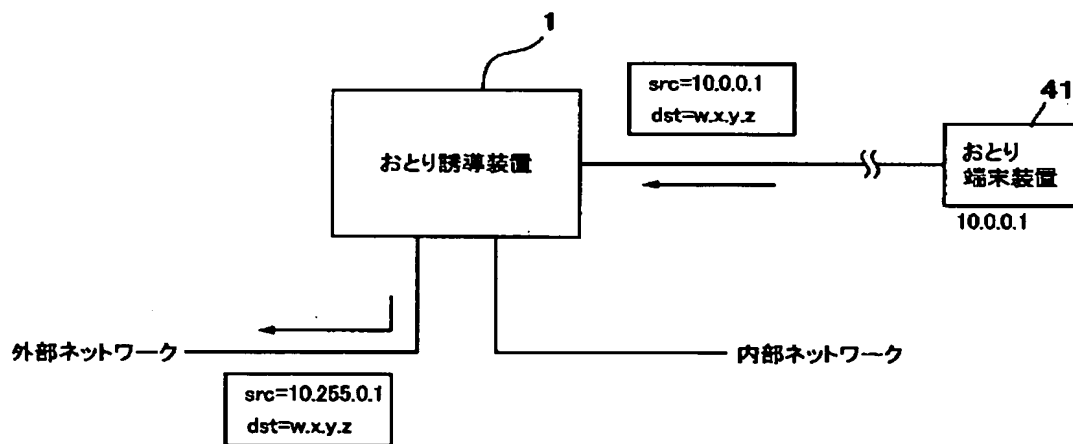 1
src=10.0.0.1
dst=w.x.y.z
41
おとり誘導装置
おとり
端末装置
10.0.0.1
外部ネットワーク
内部ネットワーク
src=10.255.0.1
dst=w.x.y.z